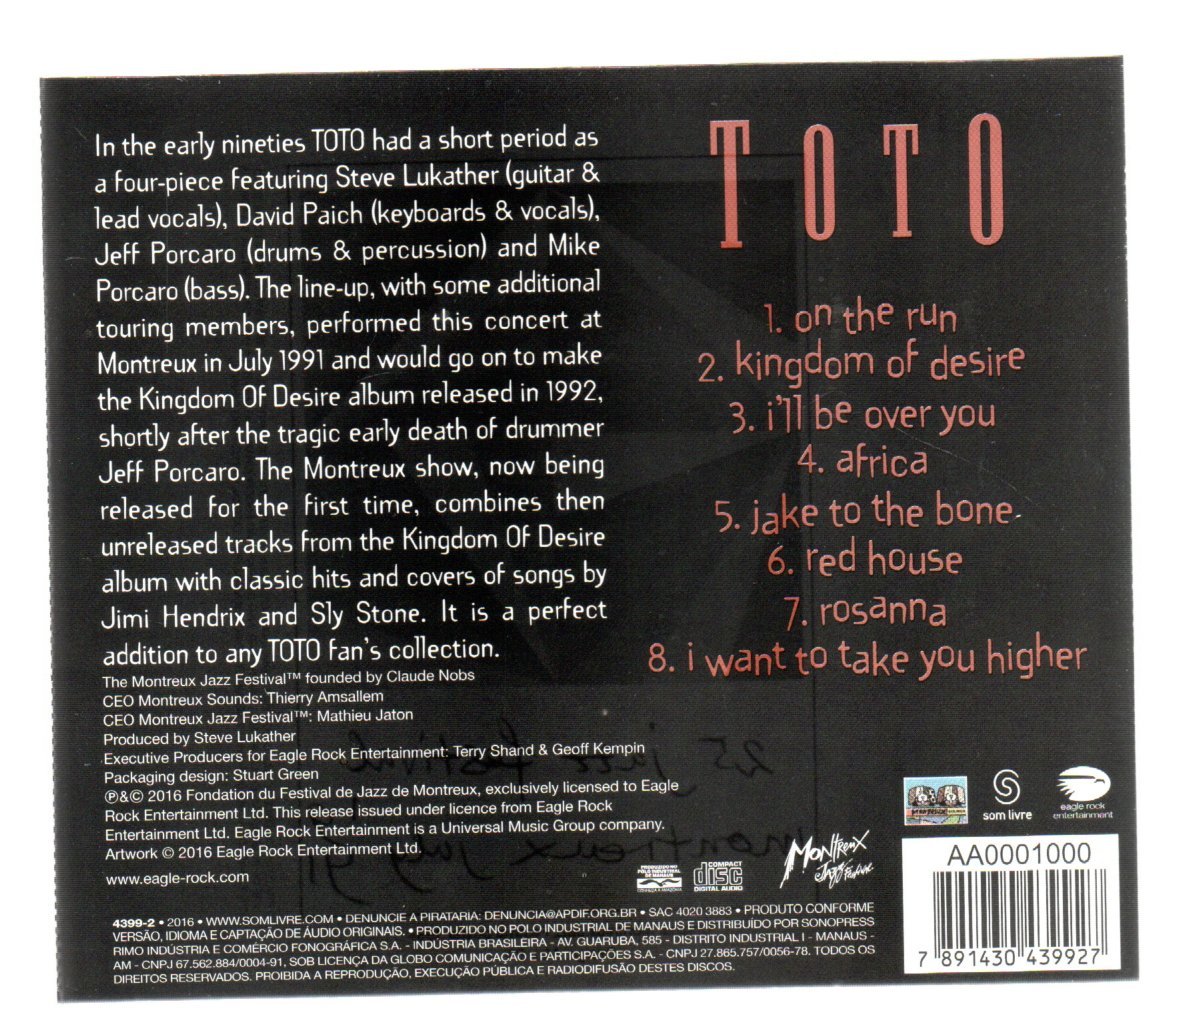 In the early nineties TOTO had a short period as
a four-piece featuring Steve Lukather (guitar &
lead vocals), David Paich (keyboards & vocals),
Jeff Porcaro (drums & percussion) and Mike
Porcaro (bass). The line-up, with some additional
touring members, performed this concert at
Montreux in July 1991 and would go on to make
the Kingdom Of Desire album released in 1992,
shortly after the tragic early death of drummer
Jeff Porcaro. The Montreux show, now being
released for the first time, combines then
unreleased tracks from the Kingdom Of Desire
album with classic hits and covers of songs by
Jimi Hendrix and Sly Stone. It is a perfect
addition to any TOTO fan's collection.
The Montreux Jazz Festival™ founded by Claude Nobs
CEO Montreux Sounds: Thierry Amsallem
CEO Montreux Jazz Festival™: Mathieu Jaton
Produced by Steve Lukather
Executive Producers for Eagle Rock Entertainment: Terry Shand & Geoff Kempin
Packaging design: Stuart Green
℗&© 2016 Fondation du Festival de Jazz de Montreux, exclusively licensed to Eagle
Rock Entertainment Ltd. This release issued under licence from Eagle Rock
Entertainment Ltd. Eagle Rock Entertainment is a Universal Music Group company.
Artwork © 2016 Eagle Rock Entertainment Ltd.
www.eagle-rock.com
TOTO
1. on the run
2. kingdom of desire
3. i'll be over you
4. africa
5. jake to the bone
6. red house
7. rosanna
8. i want to take you higher
25 jazz festival
montreux july 91
som livre
eagle rock
entertainment
PRODUZIDO NO
PÓLO INDUSTRIAL
DE MANAUS
CONHEÇA A AMAZÔNIA
COMPACT
disc
DIGITAL AUDIO
Montreux
Jazz Festival
AA0001000
7 891430 439927
4399-2 • 2016 • WWW.SOMLIVRE.COM • DENUNCIE A PIRATARIA: DENUNCIA@APDIF.ORG.BR • SAC 4020 3883 • PRODUTO CONFORME
VERSÃO, IDIOMA E CAPTAÇÃO DE ÁUDIO ORIGINAIS. • PRODUZIDO NO POLO INDUSTRIAL DE MANAUS E DISTRIBUÍDO POR SONOPRESS
RIMO INDÚSTRIA E COMÉRCIO FONOGRÁFICA S.A. - INDÚSTRIA BRASILEIRA - AV. GUARUBA, 585 - DISTRITO INDUSTRIAL I - MANAUS -
AM - CNPJ 67.562.884/0004-91, SOB LICENÇA DA GLOBO COMUNICAÇÃO E PARTICIPAÇÕES S.A. - CNPJ 27.865.757/0056-78. TODOS OS
DIREITOS RESERVADOS. PROIBIDA A REPRODUÇÃO, EXECUÇÃO PÚBLICA E RADIODIFUSÃO DESTES DISCOS.